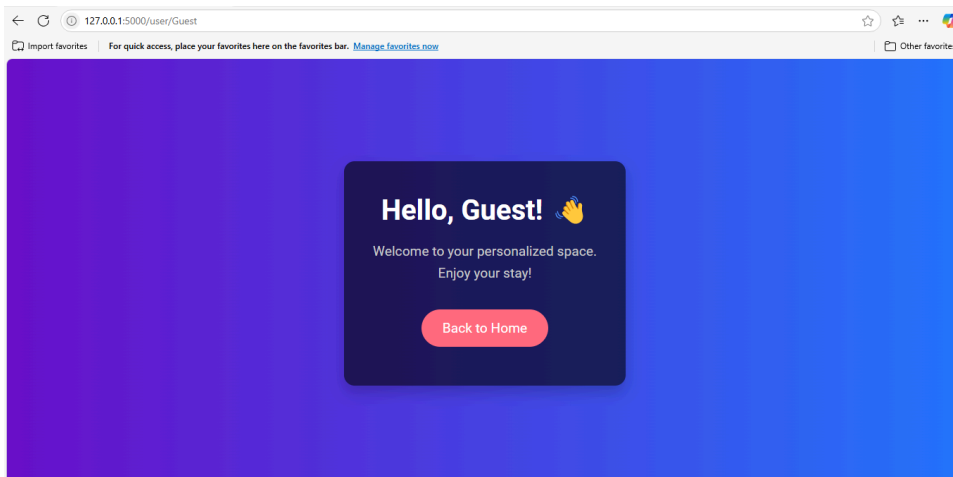 127.0.0.1:5000/user/Guest
Import favorites
For quick access, place your favorites here on the favorites bar. Manage favorites now
Other favorite
Hello, Guest! 👋
Welcome to your personalized space.
Enjoy your stay!
Back to Home